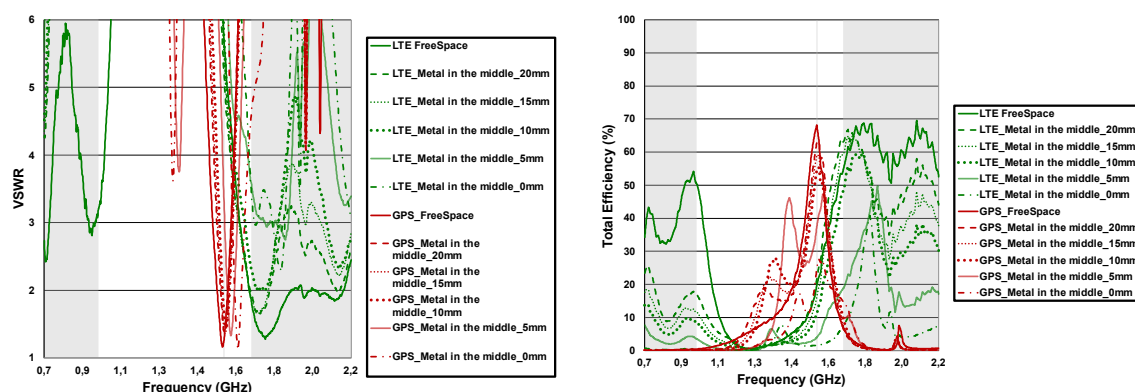 VSWR
6
5
4
3
2
1
0,7 0,9 1,1 1,3 1,4 1,6 1,8 2,0 2,2
Frequency (GHz)
LTE FreeSpace
LTE_Metal in the middle_20mm
LTE_Metal in the middle_15mm
LTE_Metal in the middle_10mm
LTE_Metal in the middle_5mm
LTE_Metal in the middle_0mm
GPS_FreeSpace
GPS_Metal in the
middle_20mm
GPS_Metal in the
middle_15mm
GPS_Metal in the
middle_10mm
GPS_Metal in the middle_5mm
GPS_Metal in the middle_0mm
Total Efficiency (%)
100
90
80
70
60
50
40
30
20
10
0
0,7 0,9 1,1 1,3 1,4 1,6 1,8 2,0 2,2
Frequency (GHz)
LTE FreeSpace
LTE_Metal in the middle_20mm
LTE_Metal in the middle_15mm
LTE_Metal in the middle_10mm
LTE_Metal in the middle_5mm
LTE_Metal in the middle_0mm
GPS_FreeSpace
GPS_Metal in the middle_20mm
GPS_Metal in the middle_15mm
GPS_Metal in the middle_10mm
GPS_Metal in the middle_5mm
GPS_Metal in the middle_0mm